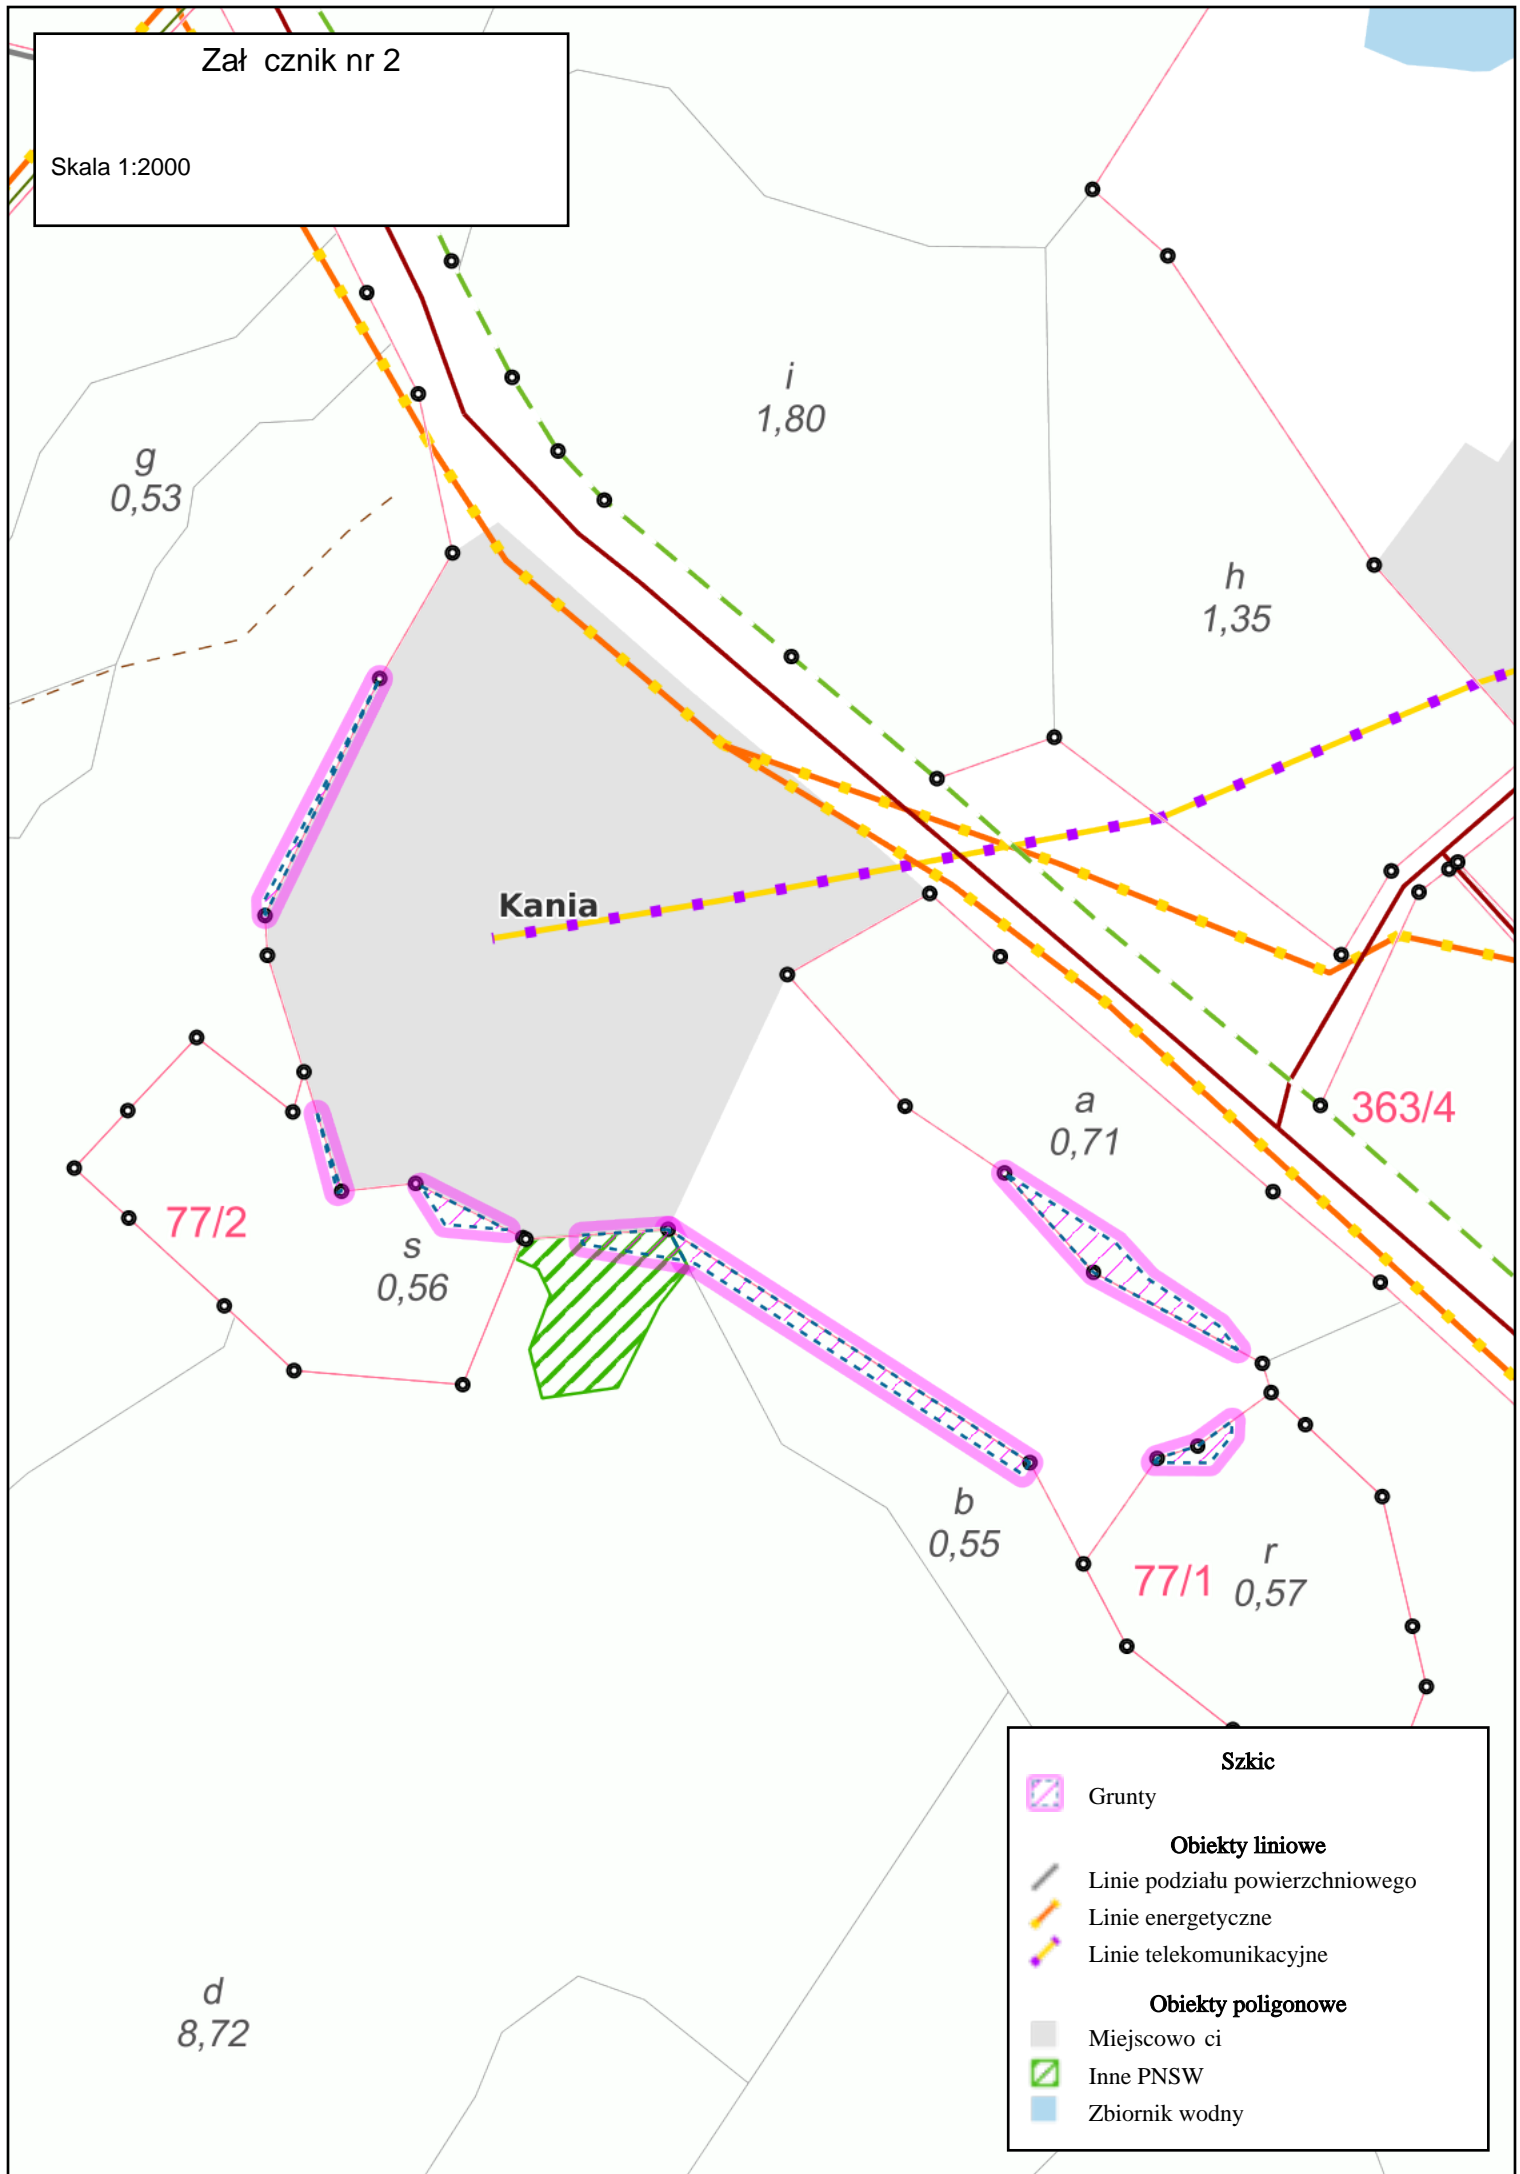 Zał cznik nr 2
Skala 1:2000
i
1,80
g
0,53
h
1,35
Kania
a
0,71
363/4
77/2
s
0,56
b
0,55
r
77/1
0,57
d
8,72
Szkic
Grunty
Obiekty liniowe
Linie podziału powierzchniowego
Linie energetyczne
Linie telekomunikacyjne
Obiekty poligonowe
Miejscowo ci
Inne PNSW
Zbiornik wodny